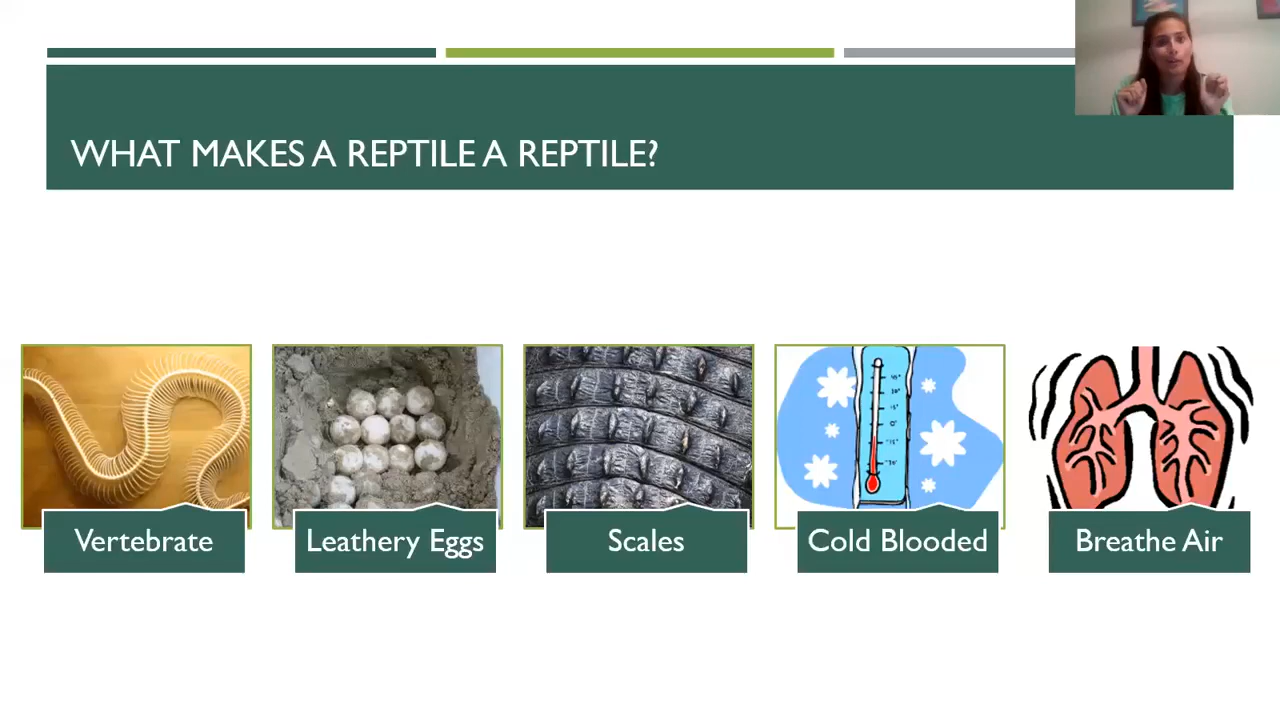 WHAT MAKES A REPTILE A REPTILE?
Vertebrate
Leathery Eggs
Scales
Cold Blooded
Breathe Air